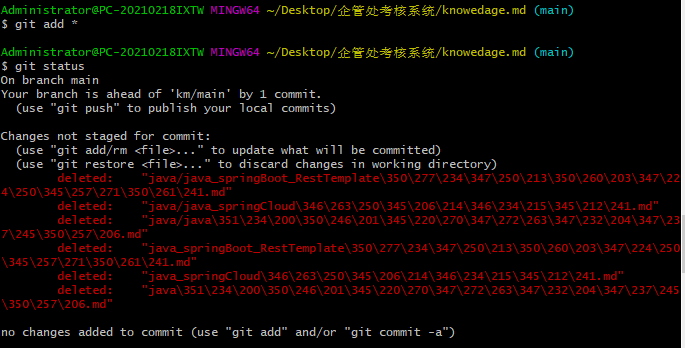 Administrator@PC-20210218IXTW MINGW64 ~/Desktop/企管处考核系统/knowedage.md (main)
$ git add *
Administrator@PC-20210218IXTW MINGW64 ~/Desktop/企管处考核系统/knowedage.md (main)
$ git status
On branch main
Your branch is ahead of 'km/main' by 1 commit.
  (use "git push" to publish your local commits)
Changes not staged for commit:
  (use "git add/rm <file>..." to update what will be committed)
  (use "git restore <file>..." to discard changes in working directory)
        deleted:    "java/java_springBoot_RestTemplate\350\277\234\347\250\213\350\260\203\347\22
4\250\345\257\271\350\261\241.md"
        deleted:    "java/java_springCloud\346\263\250\345\206\214\346\234\215\345\212\241.md"
        deleted:    "java/java\351\234\200\350\246\201\345\220\270\347\272\263\347\232\204\347\23
7\245\350\257\206.md"
        deleted:    "java_springBoot_RestTemplate\350\277\234\347\250\213\350\260\203\347\224\250
\345\257\271\350\261\241.md"
        deleted:    "java_springCloud\346\263\250\345\206\214\346\234\215\345\212\241.md"
        deleted:    "java\351\234\200\350\246\201\345\220\270\347\272\263\347\232\204\347\237\245
\350\257\206.md"
no changes added to commit (use "git add" and/or "git commit -a")